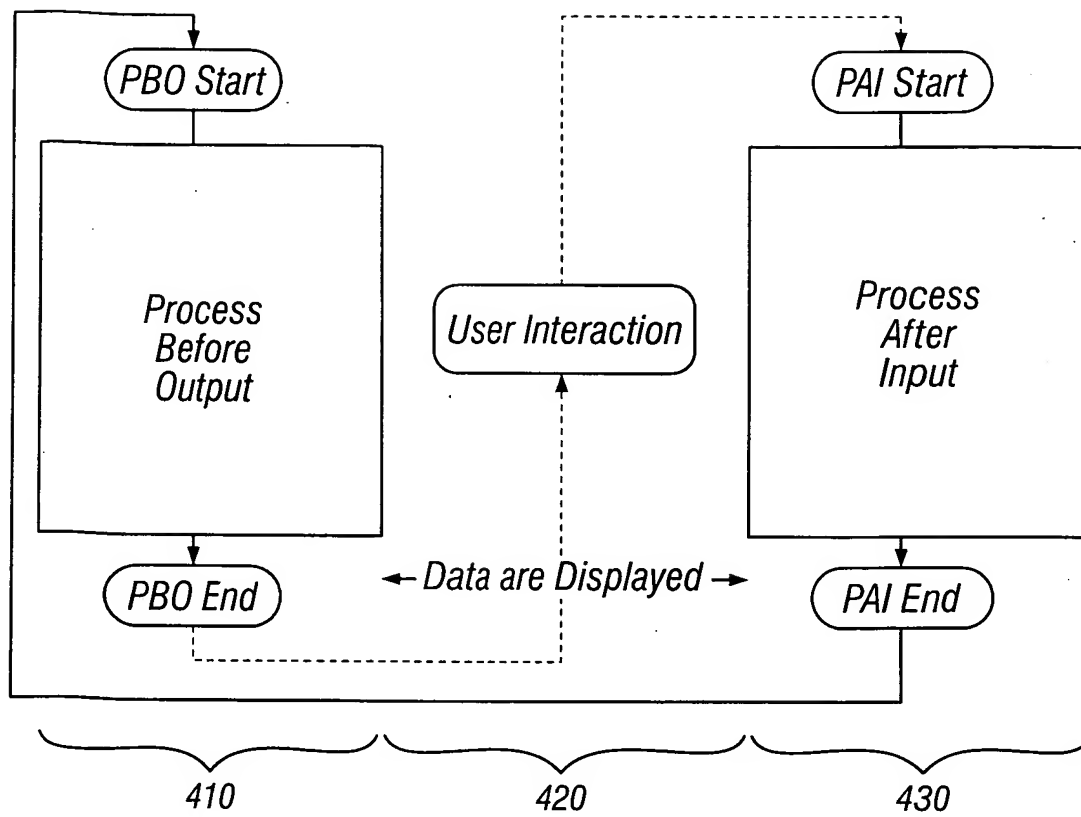 PBO Start
PAI Start
Process
Before
Output
User Interaction
Process
After
Input
PBO End
Data are Displayed
PAI End
410
420
430